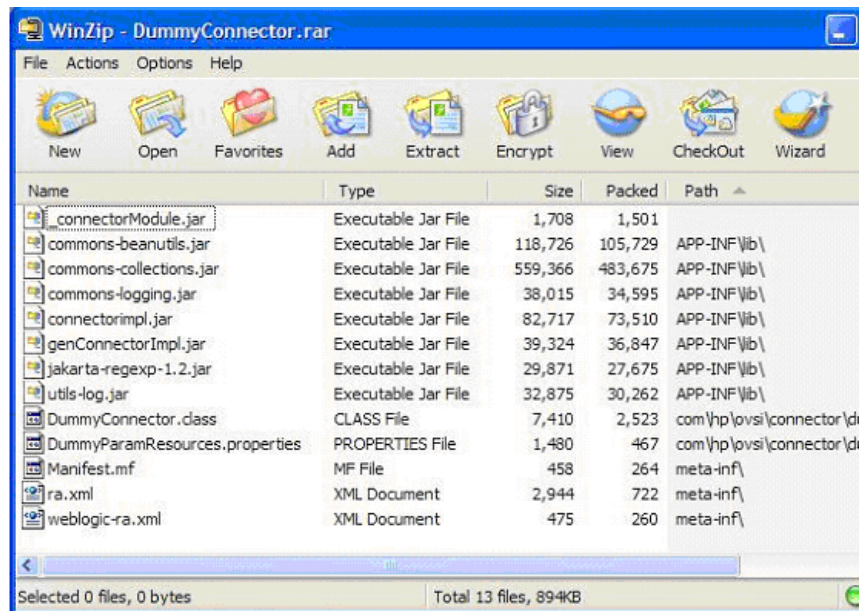 WinZip - DummyConnector.rar
File Actions Options Help
New Open Favorites Add Extract Encrypt View CheckOut Wizard
Name Type Size Packed Path
_connectorModule.jar Executable Jar File 1,708 1,501
commons-beanutils.jar Executable Jar File 118,726 105,729 APP-INF\lib\
commons-collections.jar Executable Jar File 559,366 483,675 APP-INF\lib\
commons-logging.jar Executable Jar File 38,015 34,595 APP-INF\lib\
connectorimpl.jar Executable Jar File 82,717 73,510 APP-INF\lib\
genConnectorImpl.jar Executable Jar File 39,324 36,847 APP-INF\lib\
jakarta-regexp-1.2.jar Executable Jar File 29,871 27,675 APP-INF\lib\
utils-log.jar Executable Jar File 32,875 30,262 APP-INF\lib\
DummyConnector.class CLASS File 7,410 2,523 com\hp\ovsi\connector\du
DummyParamResources.properties PROPERTIES File 1,480 467 com\hp\ovsi\connector\du
Manifest.mf MF File 458 264 meta-inf\
ra.xml XML Document 2,944 722 meta-inf\
weblogic-ra.xml XML Document 475 260 meta-inf\
Selected 0 files, 0 bytes Total 13 files, 894KB